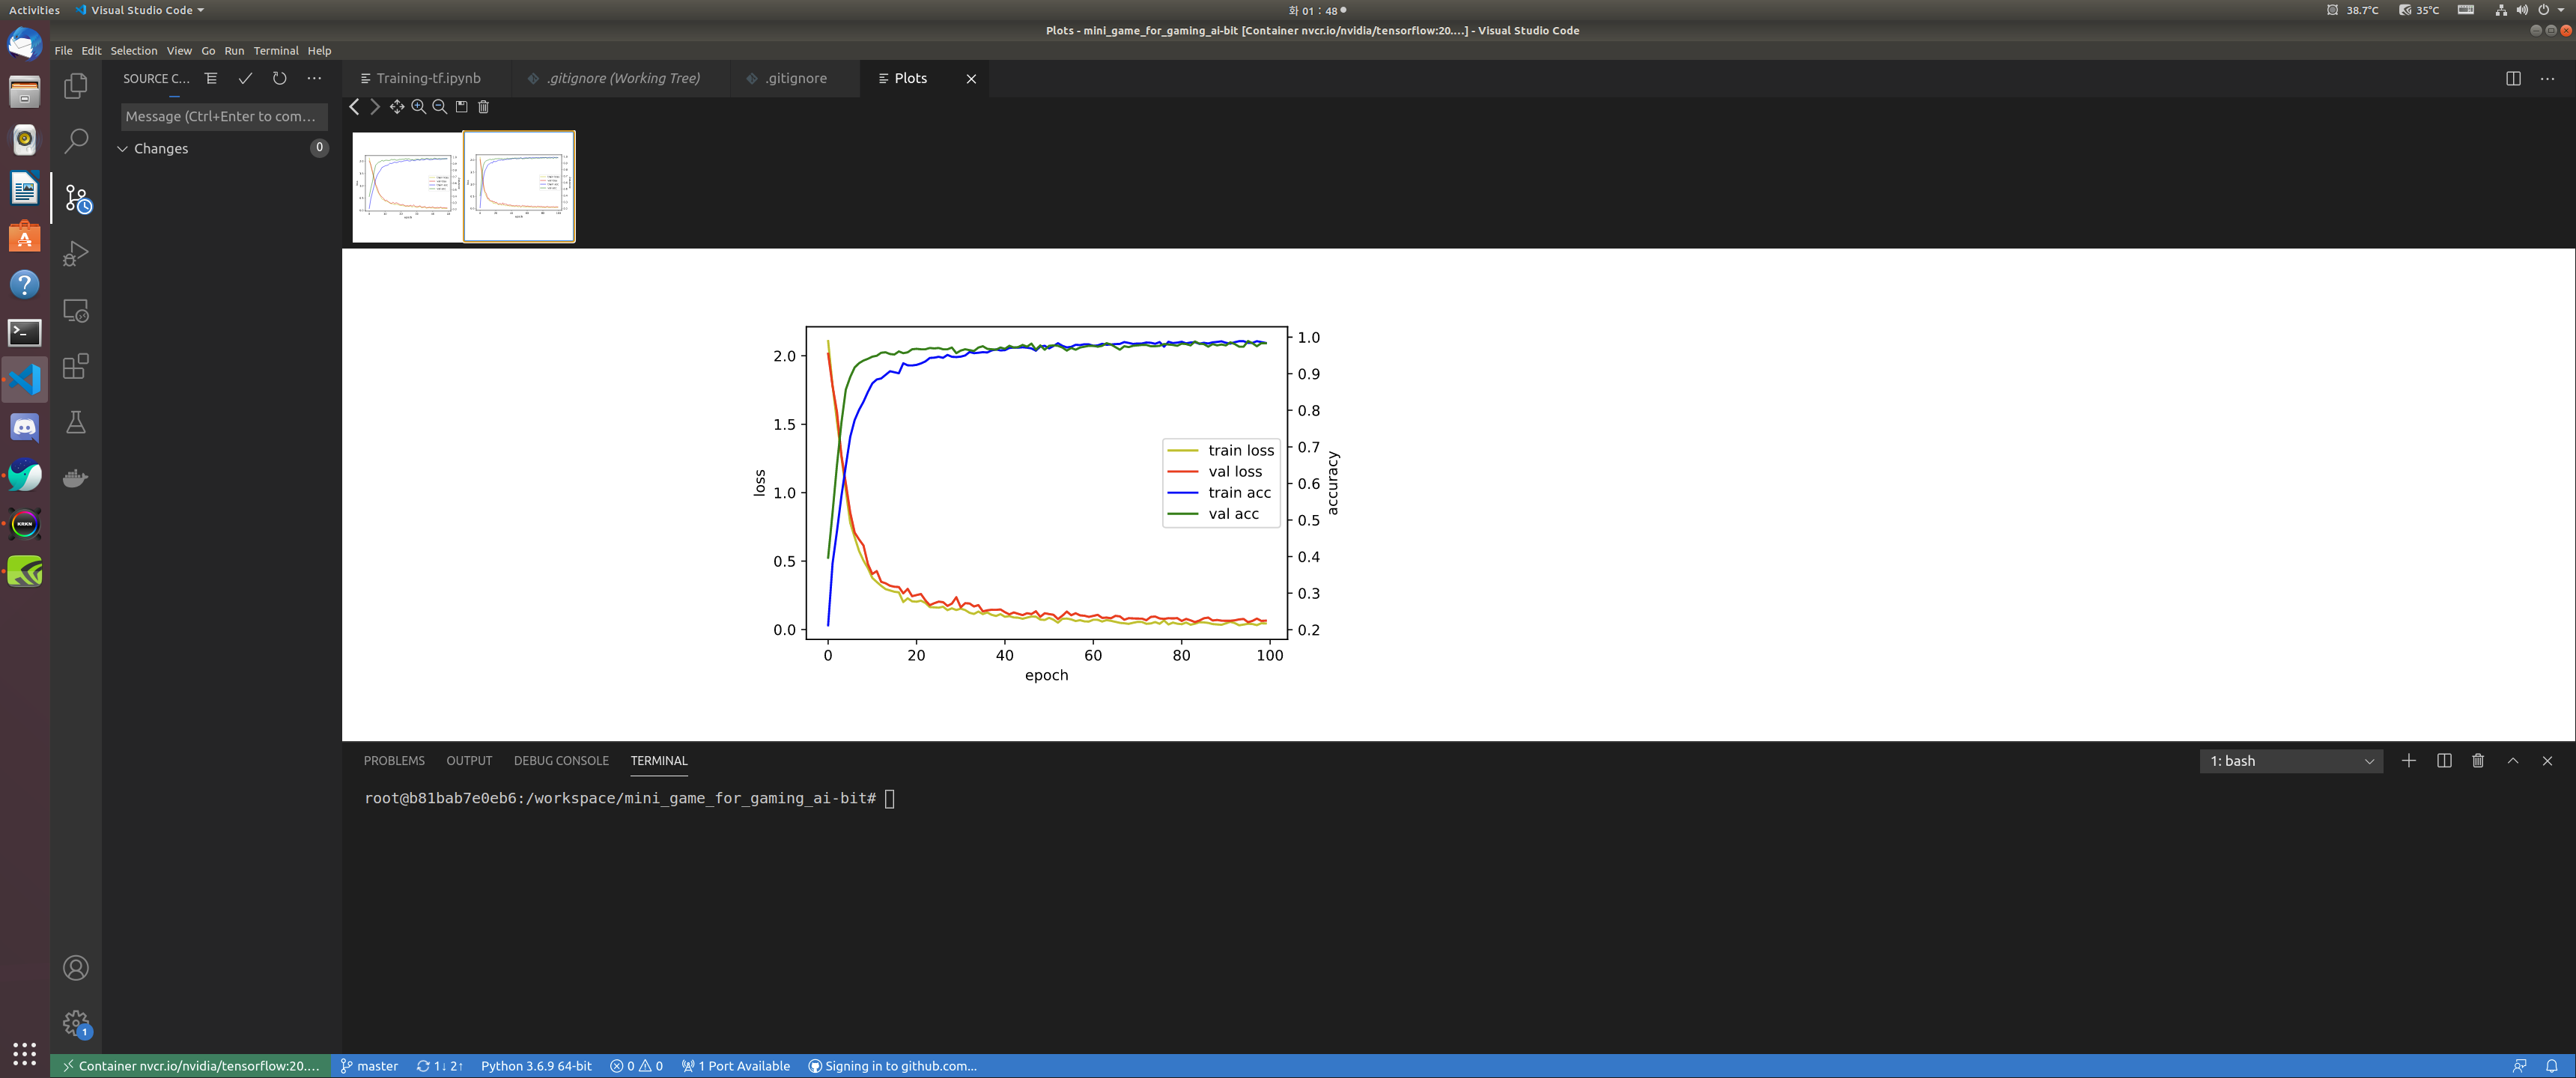 Activities
Visual Studio Code
화 01 : 48
38.7°C
35°C
Plots - mini_game_for_gaming_ai-bit [Container nvcr.io/nvidia/tensorflow:20....] - Visual Studio Code
File Edit Selection View Go Run Terminal Help
SOURCE C...
Training-tf.ipynb
.gitignore (Working Tree)
.gitignore
Plots
Message (Ctrl+Enter to com...
Changes
0
2.0
1.5
1.0
0.5
0.0
loss
1.0
0.9
0.8
0.7
0.6
0.5
0.4
0.3
0.2
accuracy
train loss
val loss
train acc
val acc
0 20 40 60 80 100
epoch
KRKN
PROBLEMS OUTPUT DEBUG CONSOLE TERMINAL
1: bash
root@b81bab7e0eb6:/workspace/mini_game_for_gaming_ai-bit#
1
Container nvcr.io/nvidia/tensorflow:20....
master
1↓ 2↑
Python 3.6.9 64-bit
0
0
1 Port Available
Signing in to github.com...